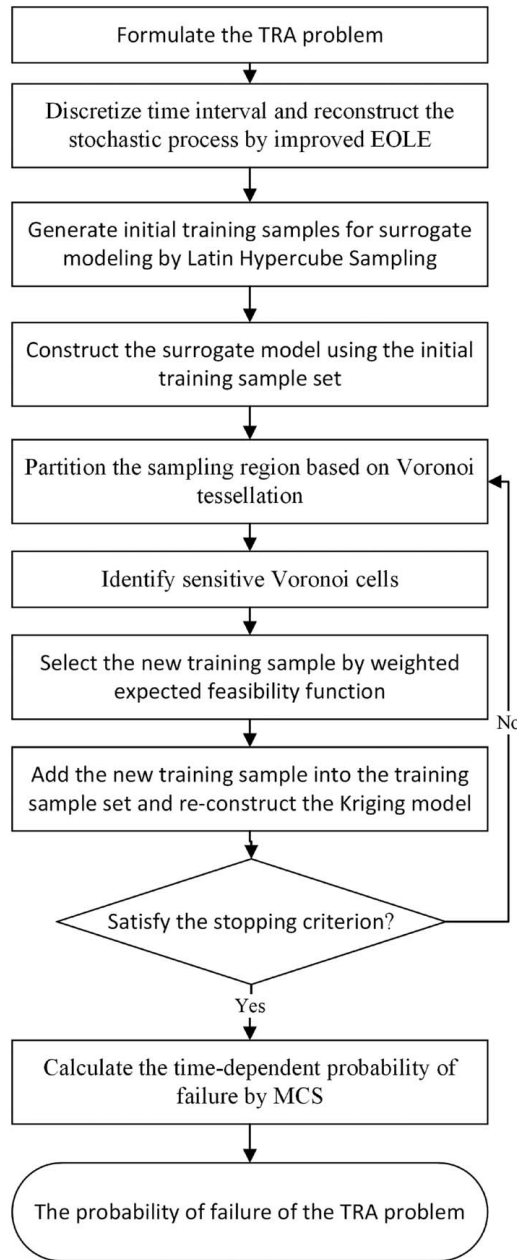 Formulate the TRA problem
Discretize time interval and reconstruct the
stochastic process by improved EOLE
Generate initial training samples for surrogate
modeling by Latin Hypercube Sampling
Construct the surrogate model using the initial
training sample set
Partition the sampling region based on Voronoi
tessellation
Identify sensitive Voronoi cells
Select the new training sample by weighted
expected feasibility function
No
Add the new training sample into the training
sample set and re-construct the Kriging model
Satisfy the stopping criterion?
Yes
Calculate the time-dependent probability of
failure by MCS
The probability of failure of the TRA problem